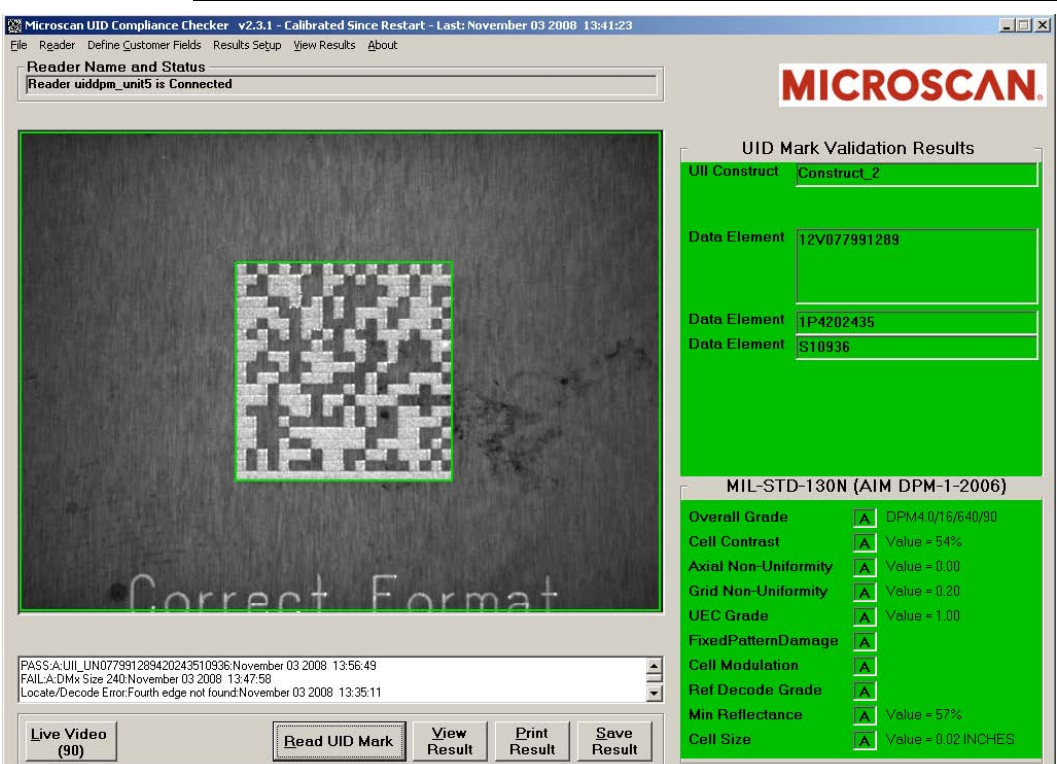 Microscan UID Compliance Checker v2.3.1 - Calibrated Since Restart - Last: November 03 2008 13:41:23
File Reader Define Customer Fields Results Setup View Results About
Reader Name and Status
Reader uiddpm_unit5 is Connected
MICROSCAN.
UID Mark Validation Results
UII Construct Construct_2
Data Element 12V077991289
Data Element 1P4202435
Data Element S10936
Correct Format
MIL-STD-130N (AIM DPM-1-2006)
Overall Grade A DPM4.0/16/640/90
Cell Contrast A Value = 54%
Axial Non-Uniformity A Value = 0.00
Grid Non-Uniformity A Value = 0.20
UEC Grade A Value = 1.00
FixedPatternDamage A
Cell Modulation A
Ref Decode Grade A
Min Reflectance A Value = 57%
Cell Size A Value = 0.02 INCHES
PASS:A:UII_UN077991289420243510936:November 03 2008 13:56:49
FAIL:A:DMx Size 240:November 03 2008 13:47:58
Locate/Decode Error:Fourth edge not found:November 03 2008 13:35:11
Live Video (90)
Read UID Mark
View Result
Print Result
Save Result